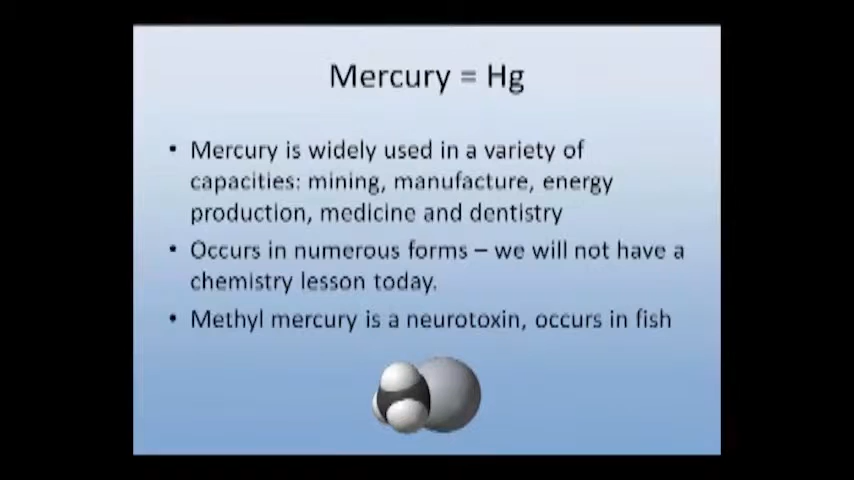 Mercury = Hg
• Mercury is widely used in a variety of
capacities: mining, manufacture, energy
production, medicine and dentistry
• Occurs in numerous forms – we will not have a
chemistry lesson today.
• Methyl mercury is a neurotoxin, occurs in fish